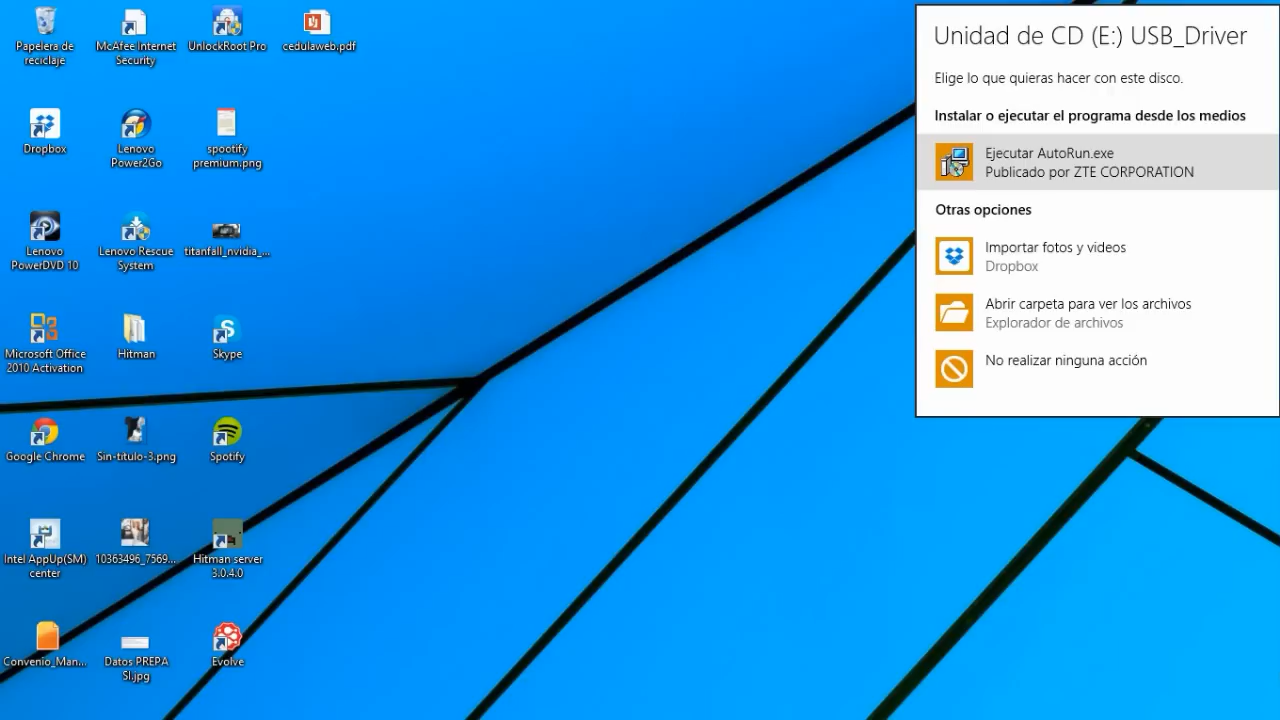 Papelera de
reciclaje
McAfee Internet
Security
UnlockRoot Pro
cedulaweb.pdf
Dropbox
Lenovo
Power2Go
spootify
premium.png
Lenovo
PowerDVD 10
Lenovo Rescue
System
titanfall_nvidia_...
Microsoft Office
2010 Activation
Hitman
Skype
Google Chrome
Sin-titulo-3.png
Spotify
Intel AppUp(SM)
center
10363496_7569...
Hitman server
3.0.4.0
Convenio_Man...
Datos PREPA
SI.jpg
Evolve
Unidad de CD (E:) USB_Driver
Elige lo que quieras hacer con este disco.
Instalar o ejecutar el programa desde los medios
Ejecutar AutoRun.exe
Publicado por ZTE CORPORATION
Otras opciones
Importar fotos y videos
Dropbox
Abrir carpeta para ver los archivos
Explorador de archivos
No realizar ninguna acción